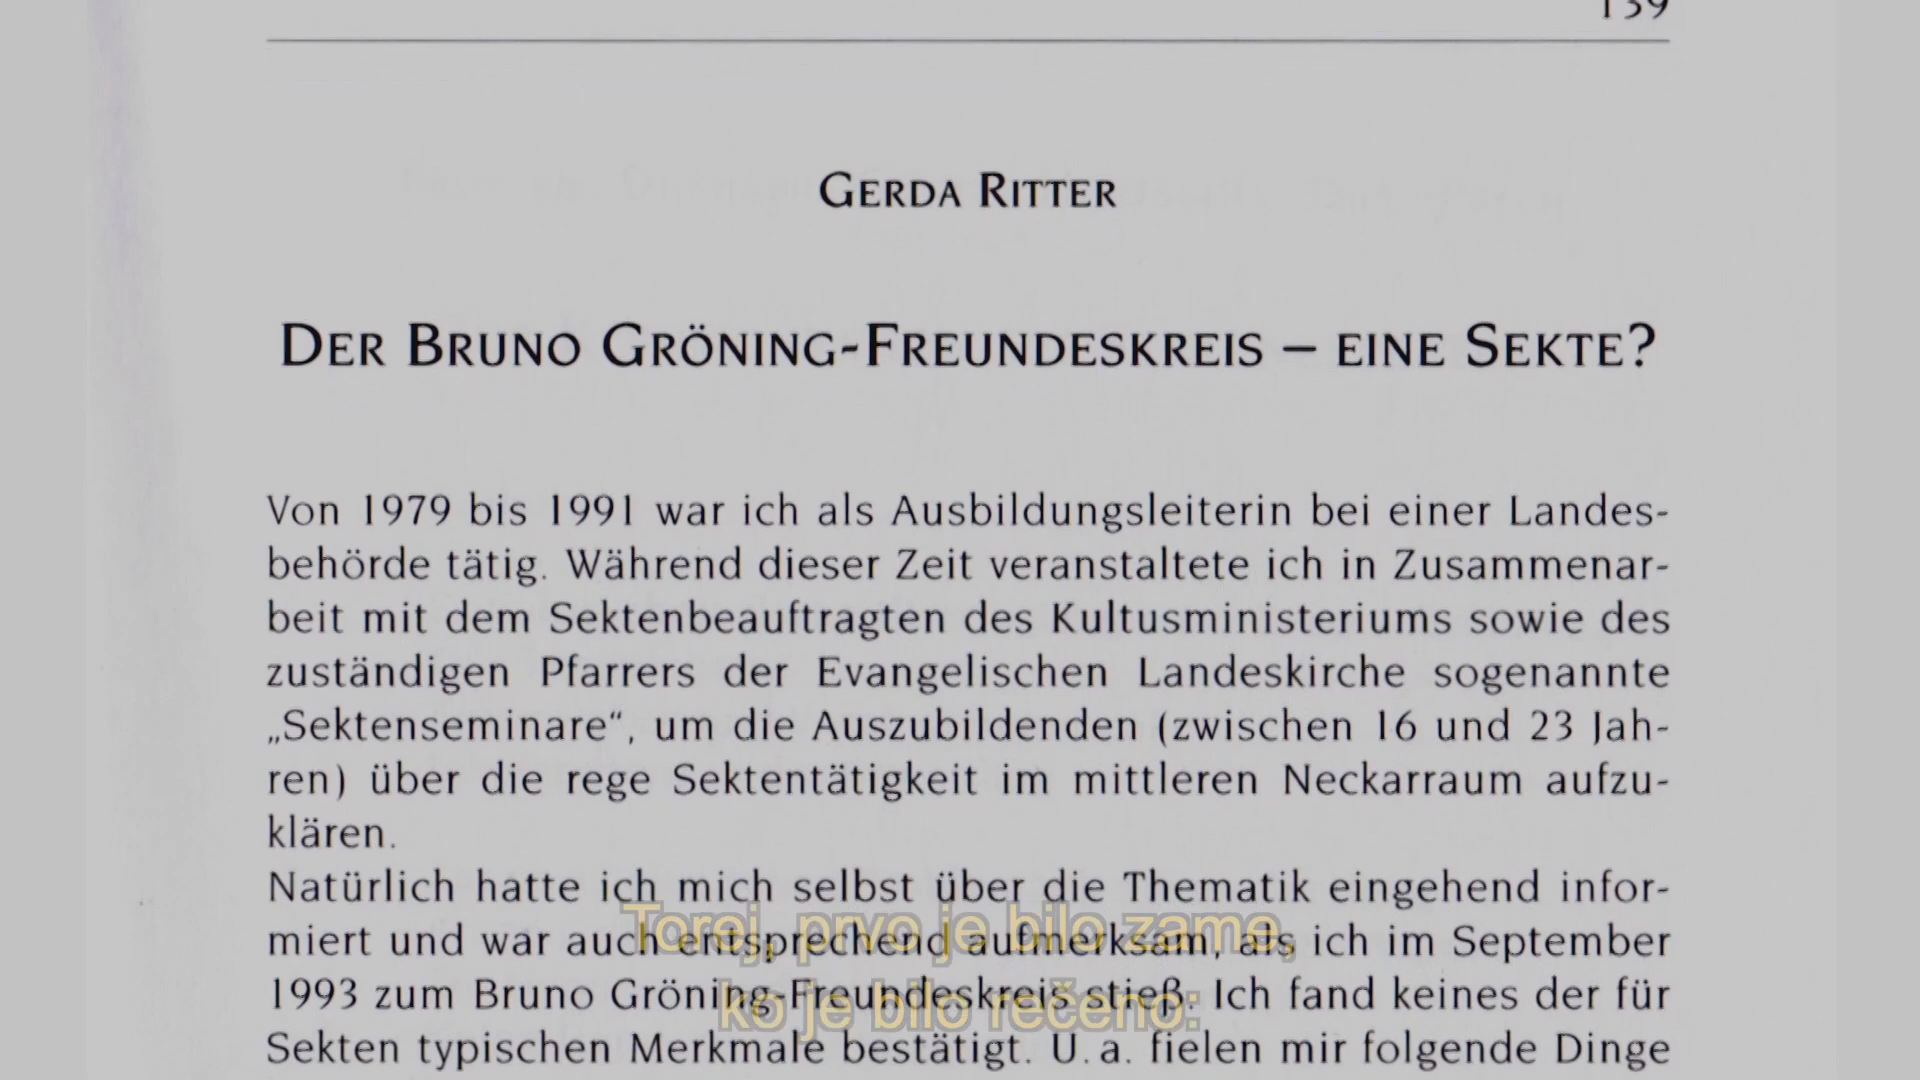 139
GERDA RITTER
DER BRUNO GRÖNING-FREUNDESKREIS – EINE SEKTE?
Von 1979 bis 1991 war ich als Ausbildungsleiterin bei einer Landes-
behörde tätig. Während dieser Zeit veranstaltete ich in Zusammenar-
beit mit dem Sektenbeauftragten des Kultusministeriums sowie des
zuständigen Pfarrers der Evangelischen Landeskirche sogenannte
„Sektenseminare“, um die Auszubildenden (zwischen 16 und 23 Jah-
ren) über die rege Sektentätigkeit im mittleren Neckarraum aufzu-
klären.
Natürlich hatte ich mich selbst über die Thematik eingehend infor-
miert und war auch entsprechend aufmerksam, als ich im September
1993 zum Bruno Gröning-Freundeskreis stieß. Ich fand keines der für
Sekten typischen Merkmale bestätigt. U. a. fielen mir folgende Dinge
Torej, prvo je bilo zame,
ko je bilo rečeno: